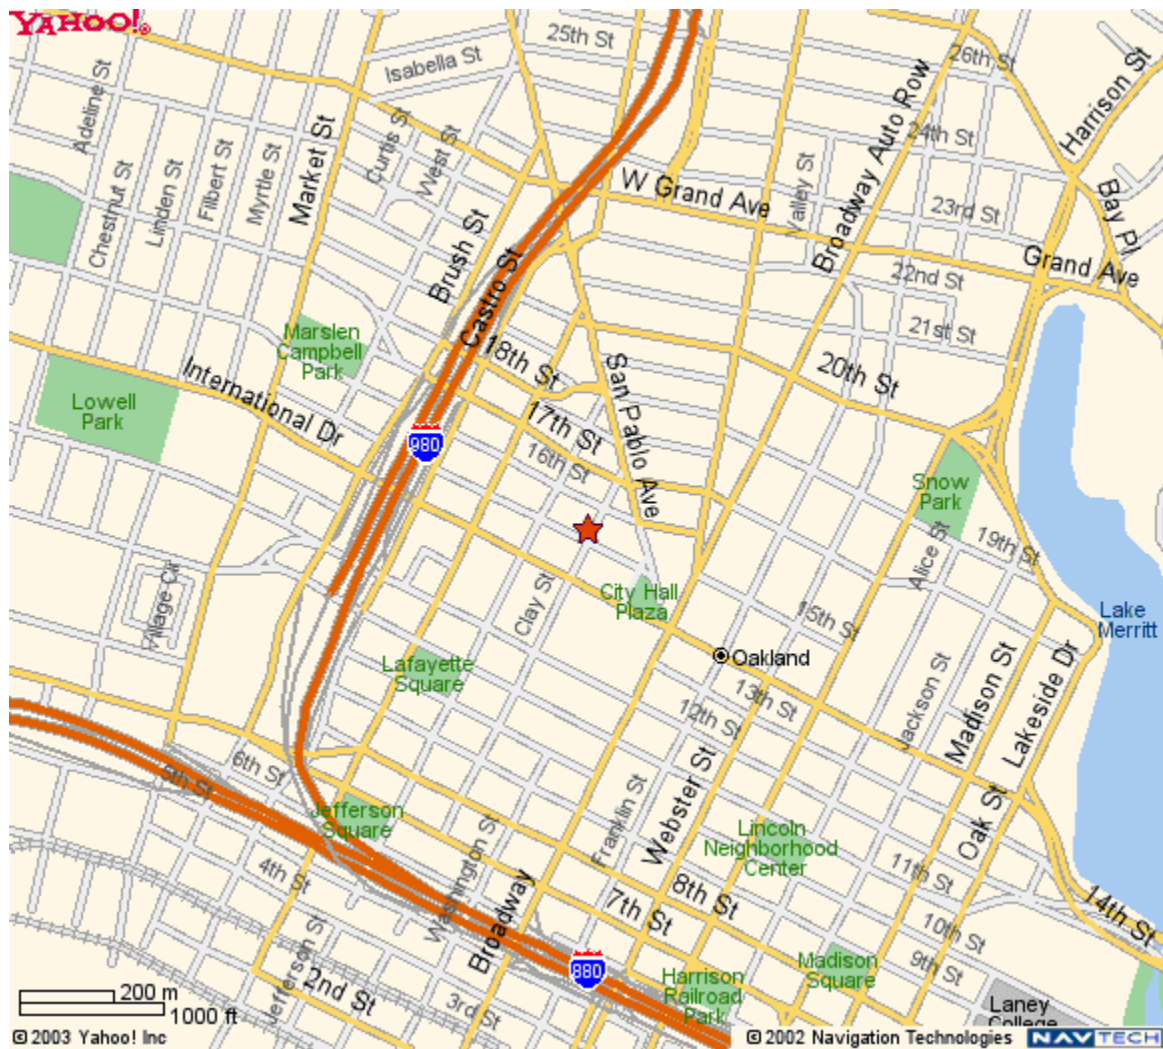 YAHOO!®
25th St
26th St
Isabella St
Harrison St
Adeline St
Broadway Auto Row
24th St
Market St
Curtis St
West St
Filbert St
Myrtle St
Linden St
Chestnut St
Valley St
W Grand Ave
Bay Pl
23rd St
Brush St
Castro St
Grand Ave
22nd St
21st St
Marslen
Campbell
Park
18th St
20th St
San Pablo Ave
International Dr
Lowell
Park
17th St
980
16th St
Snow
Park
19th St
Alice St
Village Cir
Clay St
City Hall
Plaza
15th St
Lake
Merritt
Oakland
Lafayette
Square
13th St
12th St
Jackson St
Madison St
Lakeside Dr
6th St
5th St
Jefferson
Square
Franklin St
Webster St
Lincoln
Neighborhood
Center
Oak St
4th St
Washington St
11th St
8th St
7th St
14th St
Broadway
10th St
9th St
880
Madison
Square
Harrison
Railroad
Park
Jefferson St
2nd St
3rd St
Laney
College
200 m
1000 ft
© 2003 Yahoo! Inc
© 2002 Navigation Technologies
NAVTECH